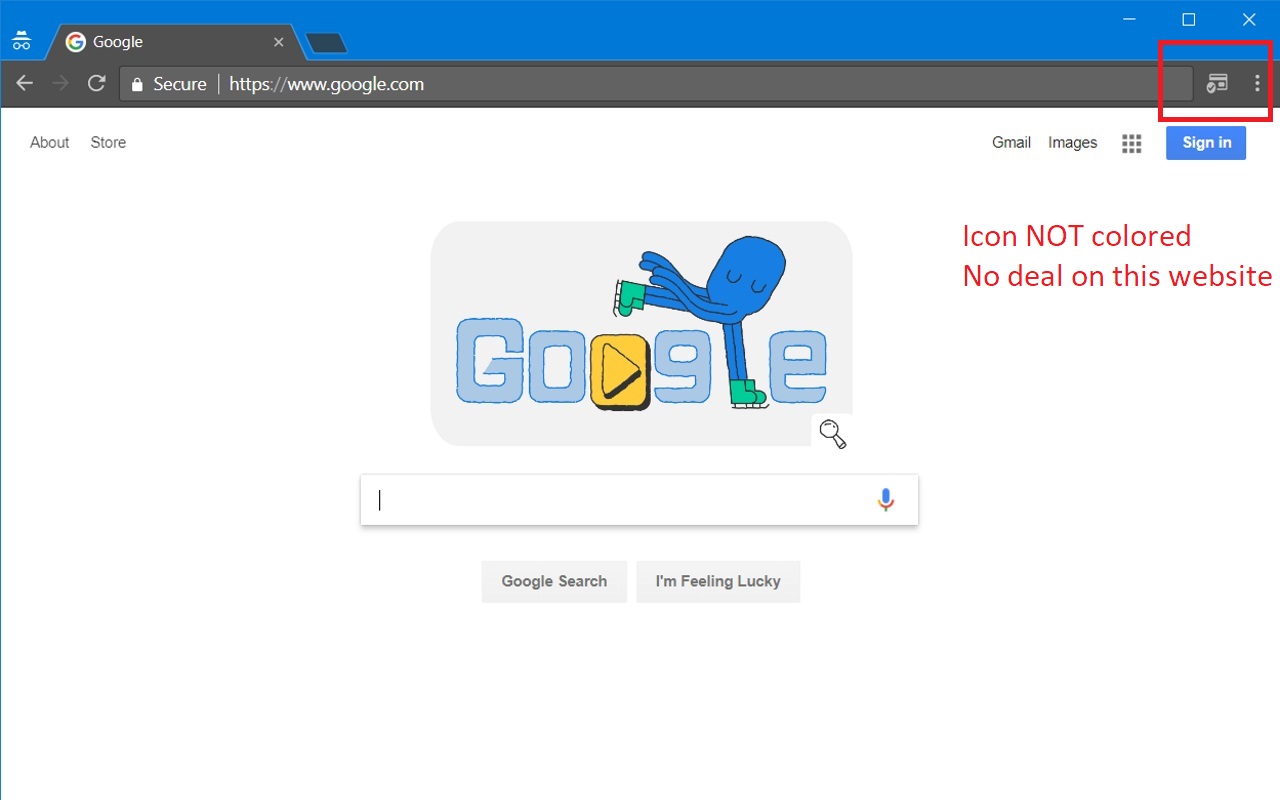 Google
Secure | https://www.google.com
About Store
Gmail Images Sign in
Icon NOT colored
No deal on this website
Google
Google Search I'm Feeling Lucky